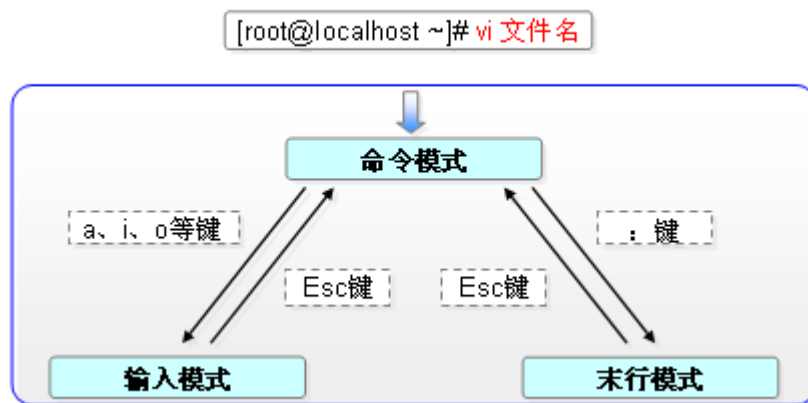 [root@localhost ~]# vi 文件名
命令模式
a、i、o等键
：键
Esc键
Esc键
输入模式
末行模式